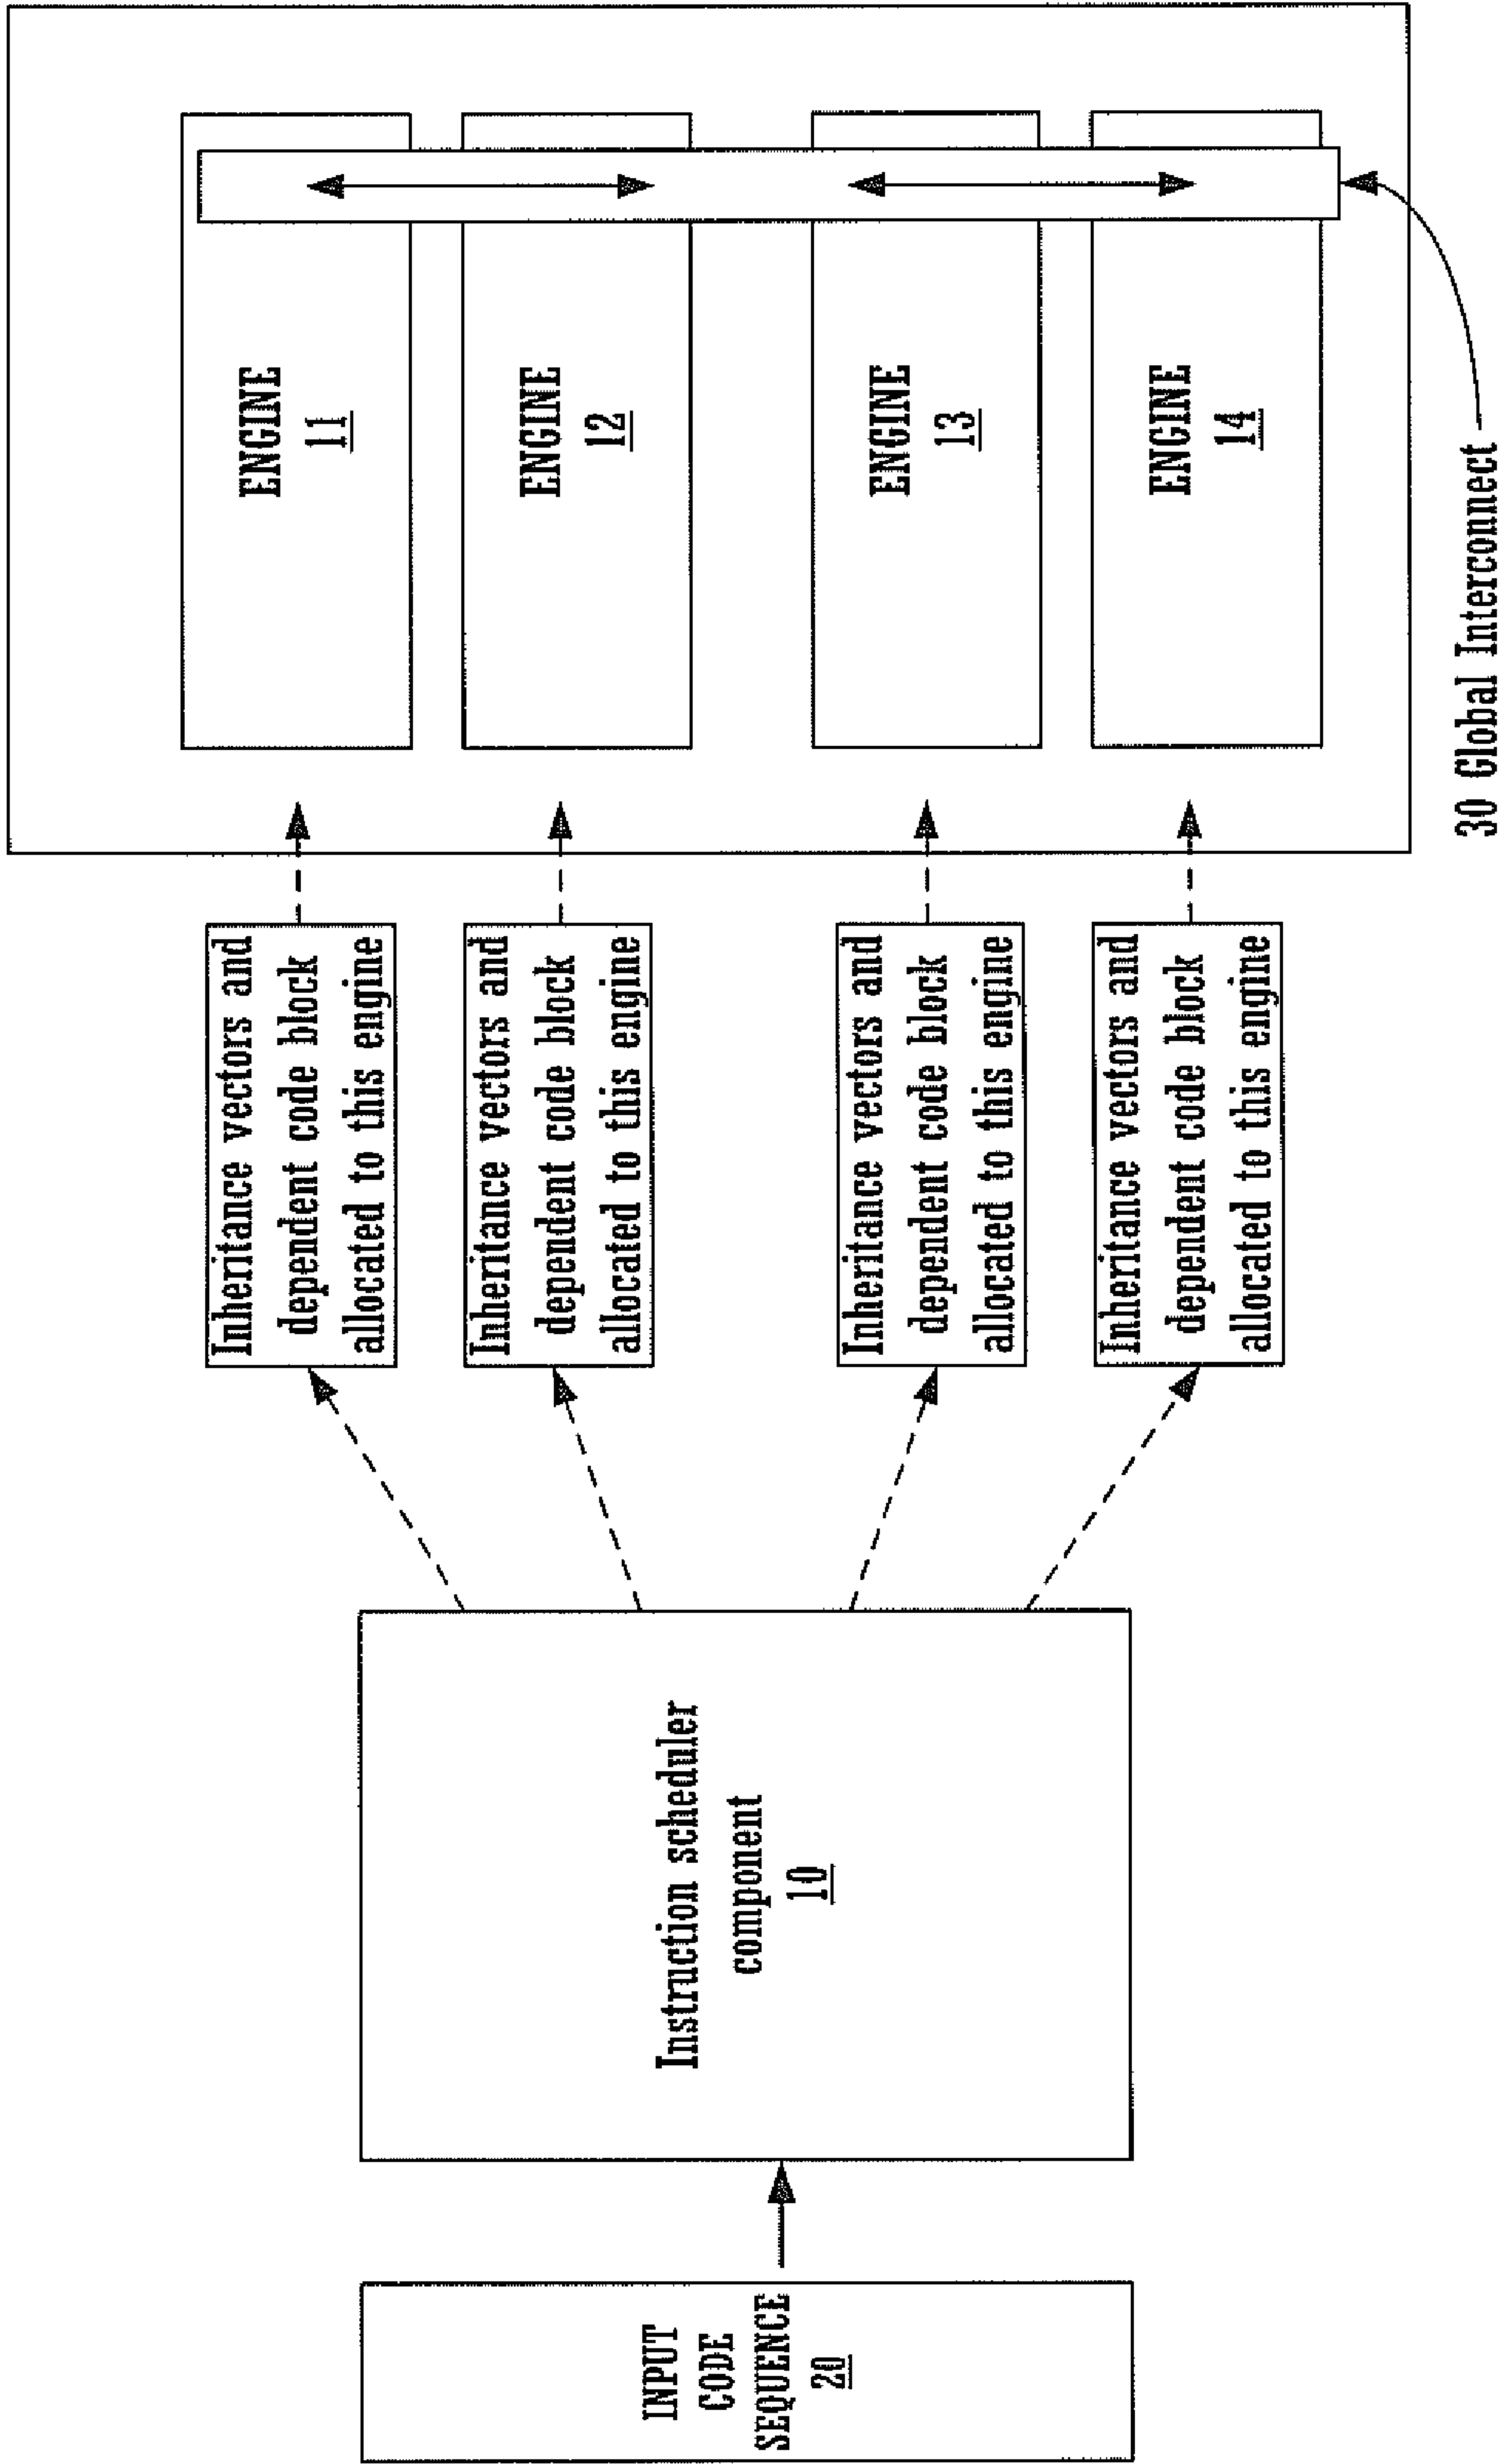 INPUT
CODE
SEQUENCE
20
Instruction scheduler
component
10
Inheritance vectors and
dependent code block
allocated to this engine
Inheritance vectors and
dependent code block
allocated to this engine
Inheritance vectors and
dependent code block
allocated to this engine
Inheritance vectors and
dependent code block
allocated to this engine
ENGINE
11
ENGINE
12
ENGINE
13
ENGINE
14
30 Global Interconnect